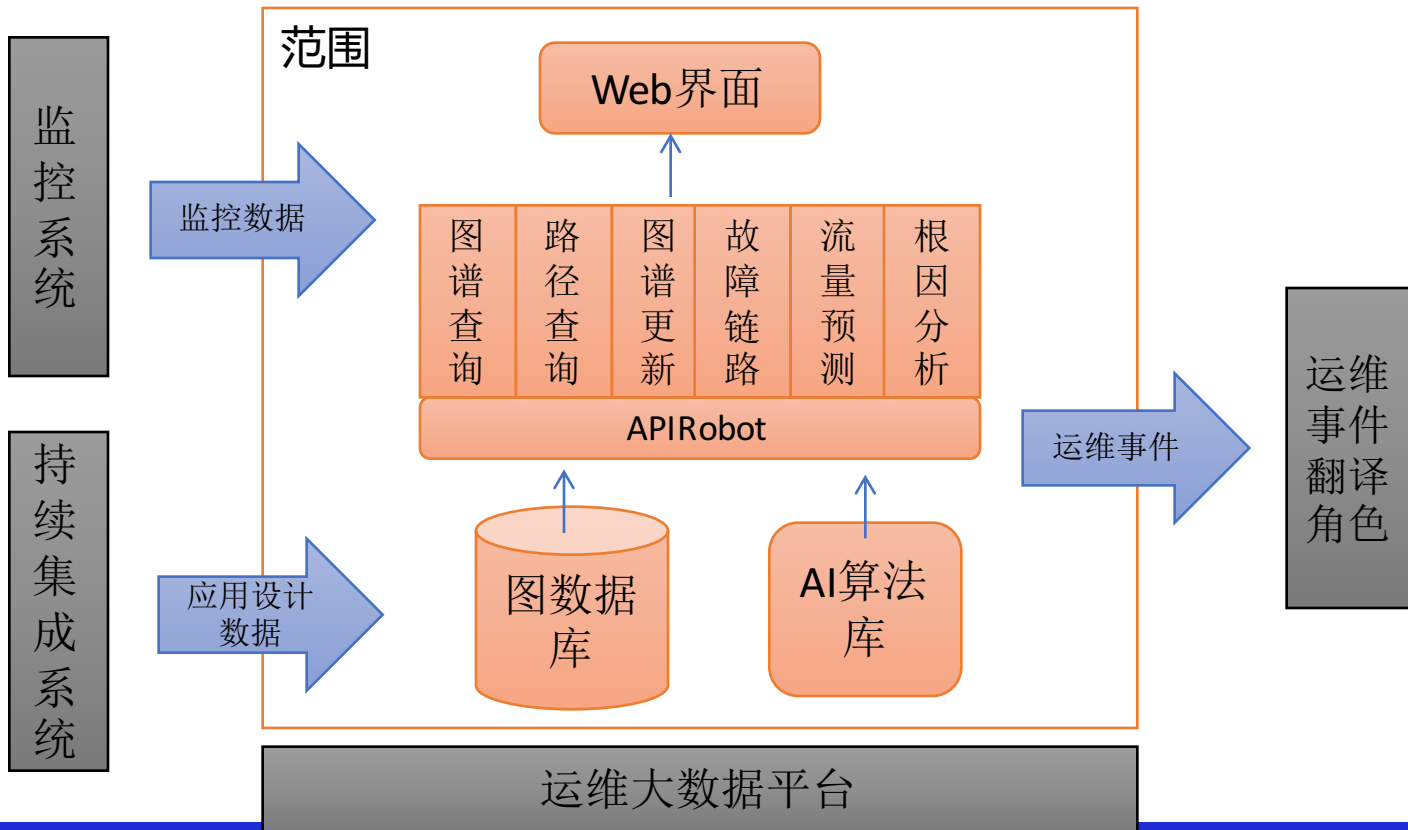 范围
Web界面
监控系统
监控数据
图谱查询
路径查询
图谱更新
故障链路
流量预测
根因分析
APIRobot
持续集成系统
应用设计
数据
图数据
库
AI算法
库
运维事件
运维
事件
翻译
角色
运维大数据平台